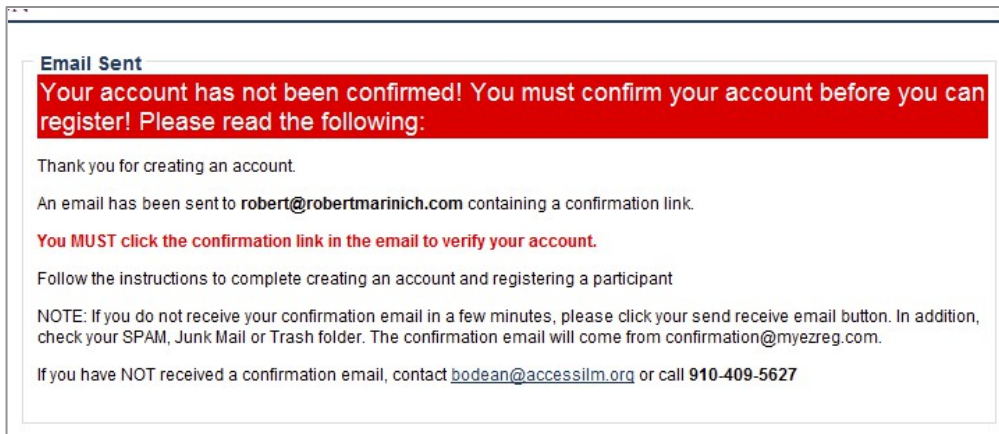 Email Sent
Your account has not been confirmed! You must confirm your account before you can
register! Please read the following:
Thank you for creating an account.
An email has been sent to robert@robertmarinich.com containing a confirmation link.
You MUST click the confirmation link in the email to verify your account.
Follow the instructions to complete creating an account and registering a participant
NOTE: If you do not receive your confirmation email in a few minutes, please click your send receive email button. In addition,
check your SPAM, Junk Mail or Trash folder. The confirmation email will come from confirmation@myezreg.com.
If you have NOT received a confirmation email, contact bodean@accessilm.org or call 910-409-5627